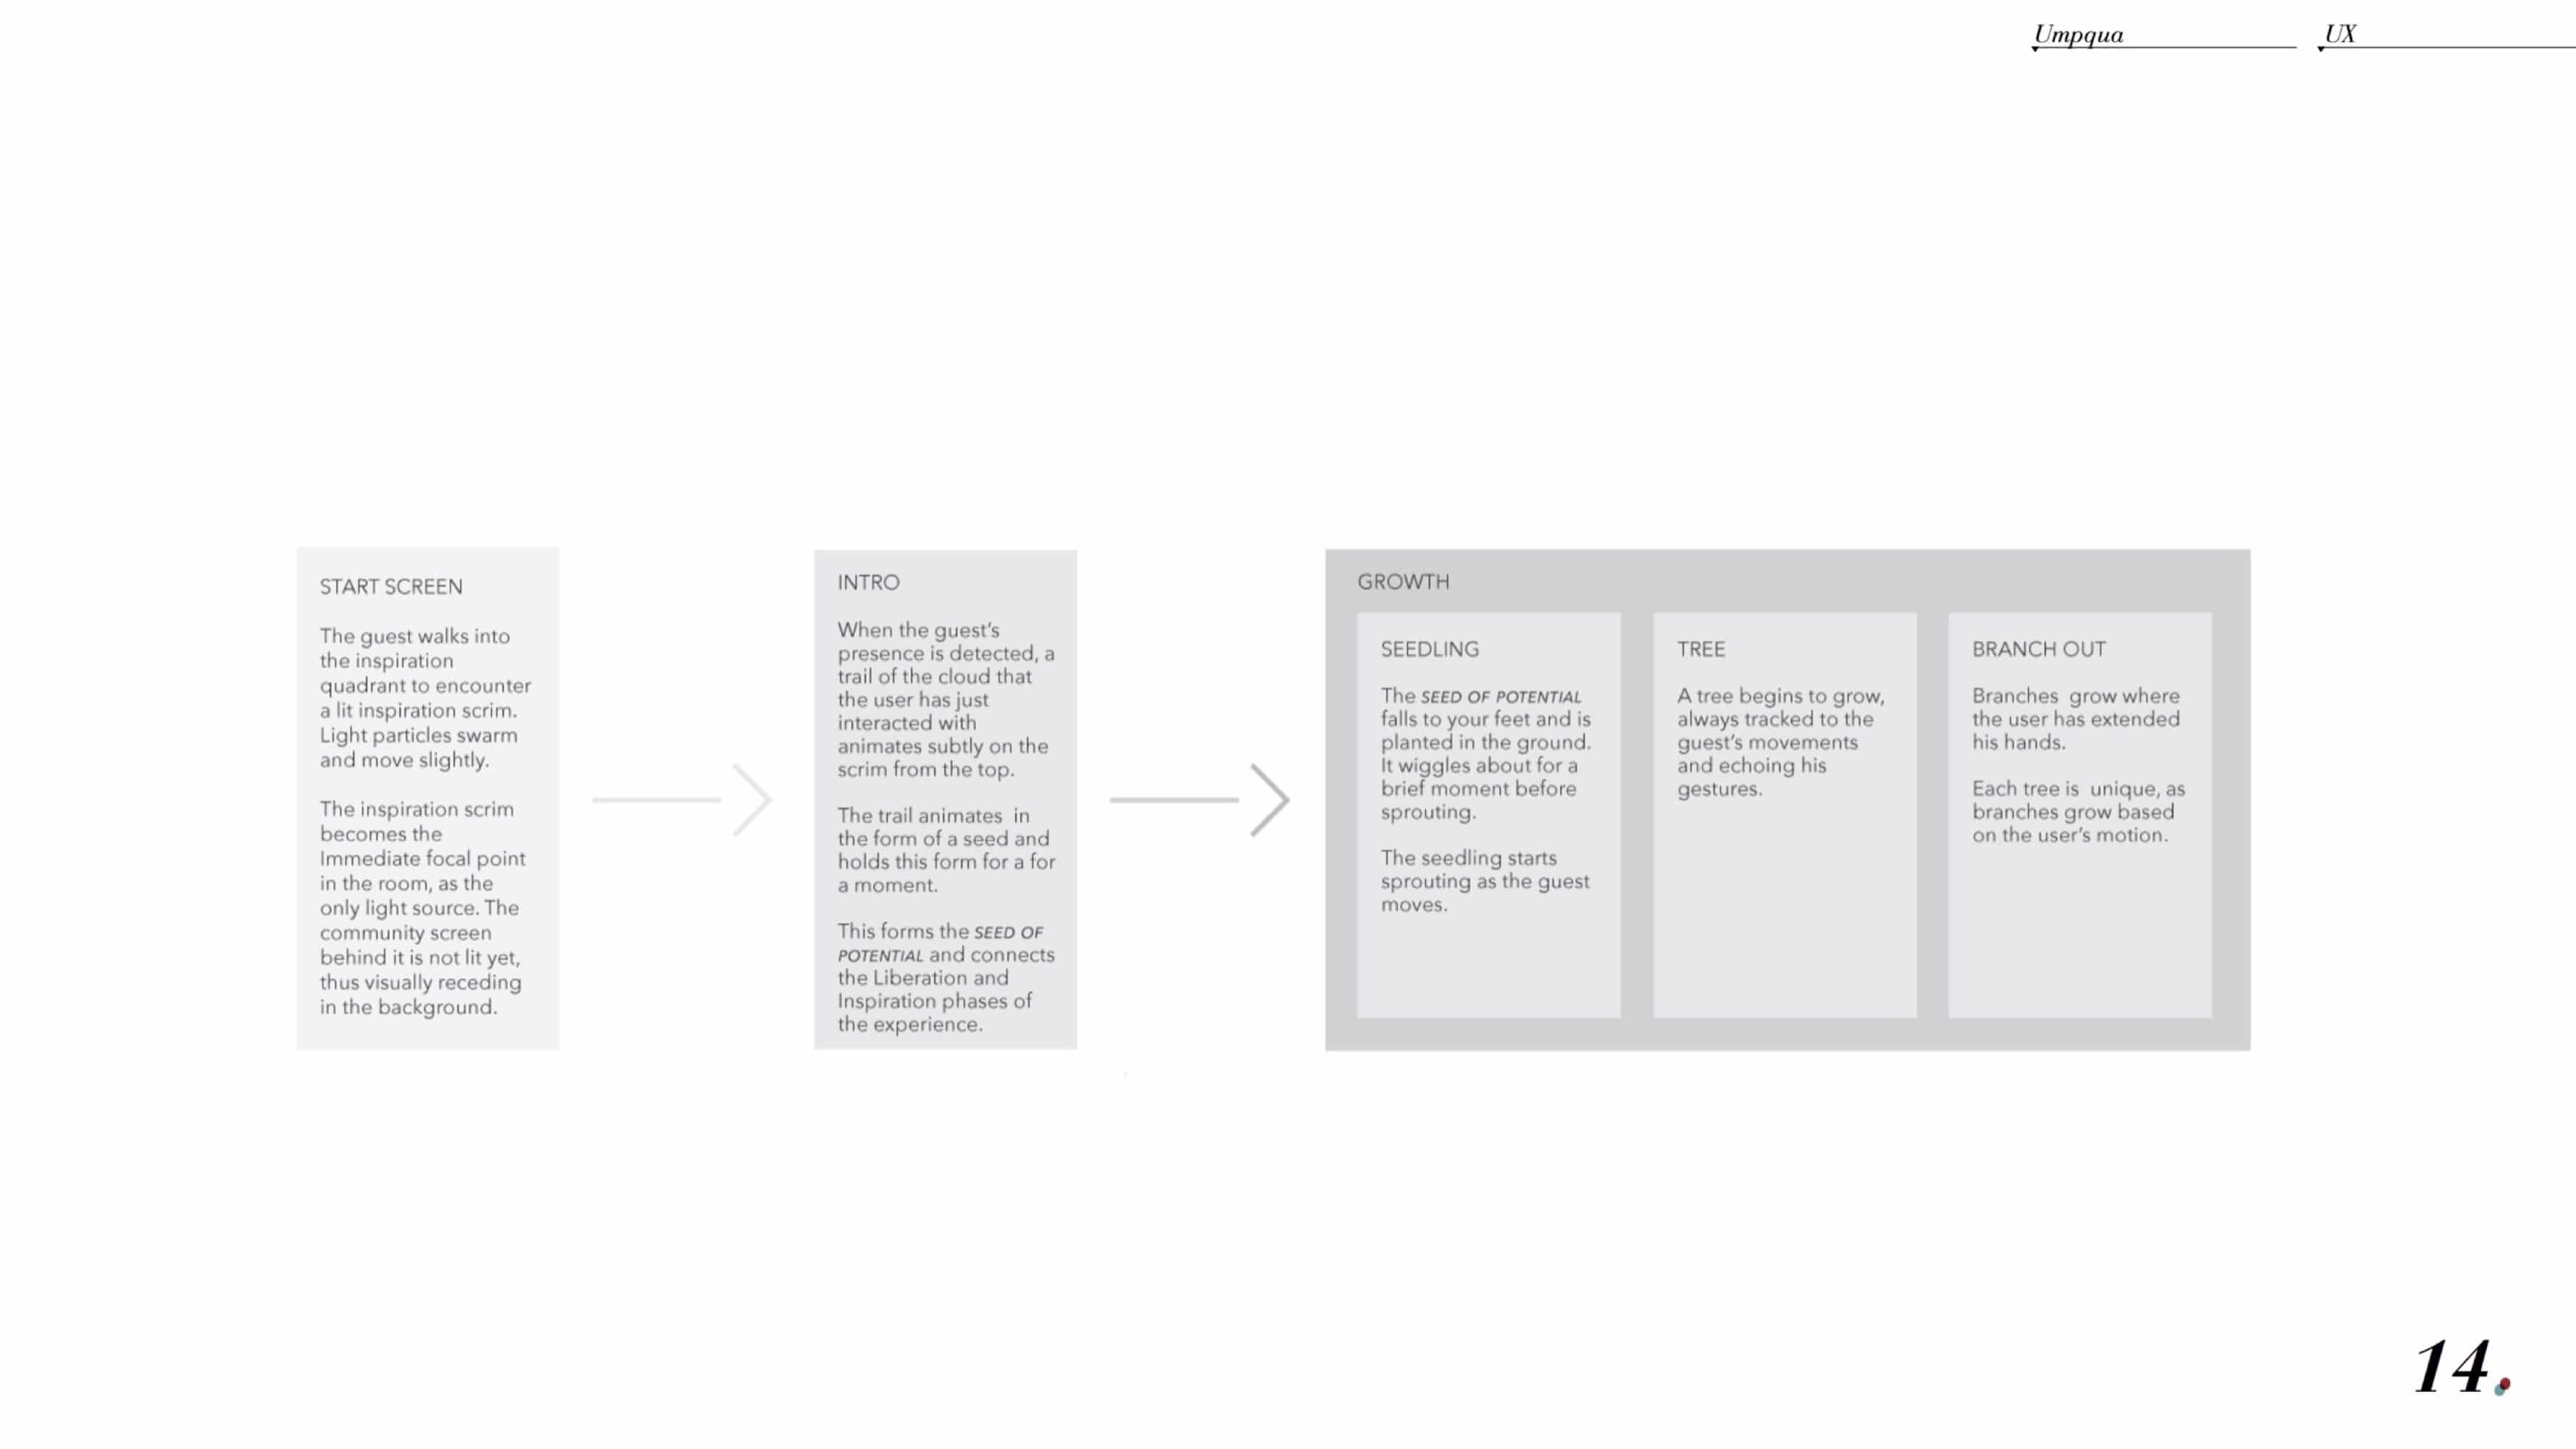 Umpqua
UX
START SCREEN
The guest walks into
the inspiration
quadrant to encounter
a lit inspiration scrim.
Light particles swarm
and move slightly.
The inspiration scrim
becomes the
Immediate focal point
in the room, as the
only light source. The
community screen
behind it is not lit yet,
thus visually receding
in the background.
INTRO
When the guest's
presence is detected, a
trail of the cloud that
the user has just
interacted with
animates subtly on the
scrim from the top.
The trail animates  in
the form of a seed and
holds this form for a for
a moment.
This forms the SEED OF
POTENTIAL and connects
the Liberation and
Inspiration phases of
the experience.
GROWTH
SEEDLING
The SEED OF POTENTIAL
falls to your feet and is
planted in the ground.
It wiggles about for a
brief moment before
sprouting.
The seedling starts
sprouting as the guest
moves.
TREE
A tree begins to grow,
always tracked to the
guest's movements
and echoing his
gestures.
BRANCH OUT
Branches  grow where
the user has extended
his hands.
Each tree is  unique, as
branches grow based
on the user's motion.
14.